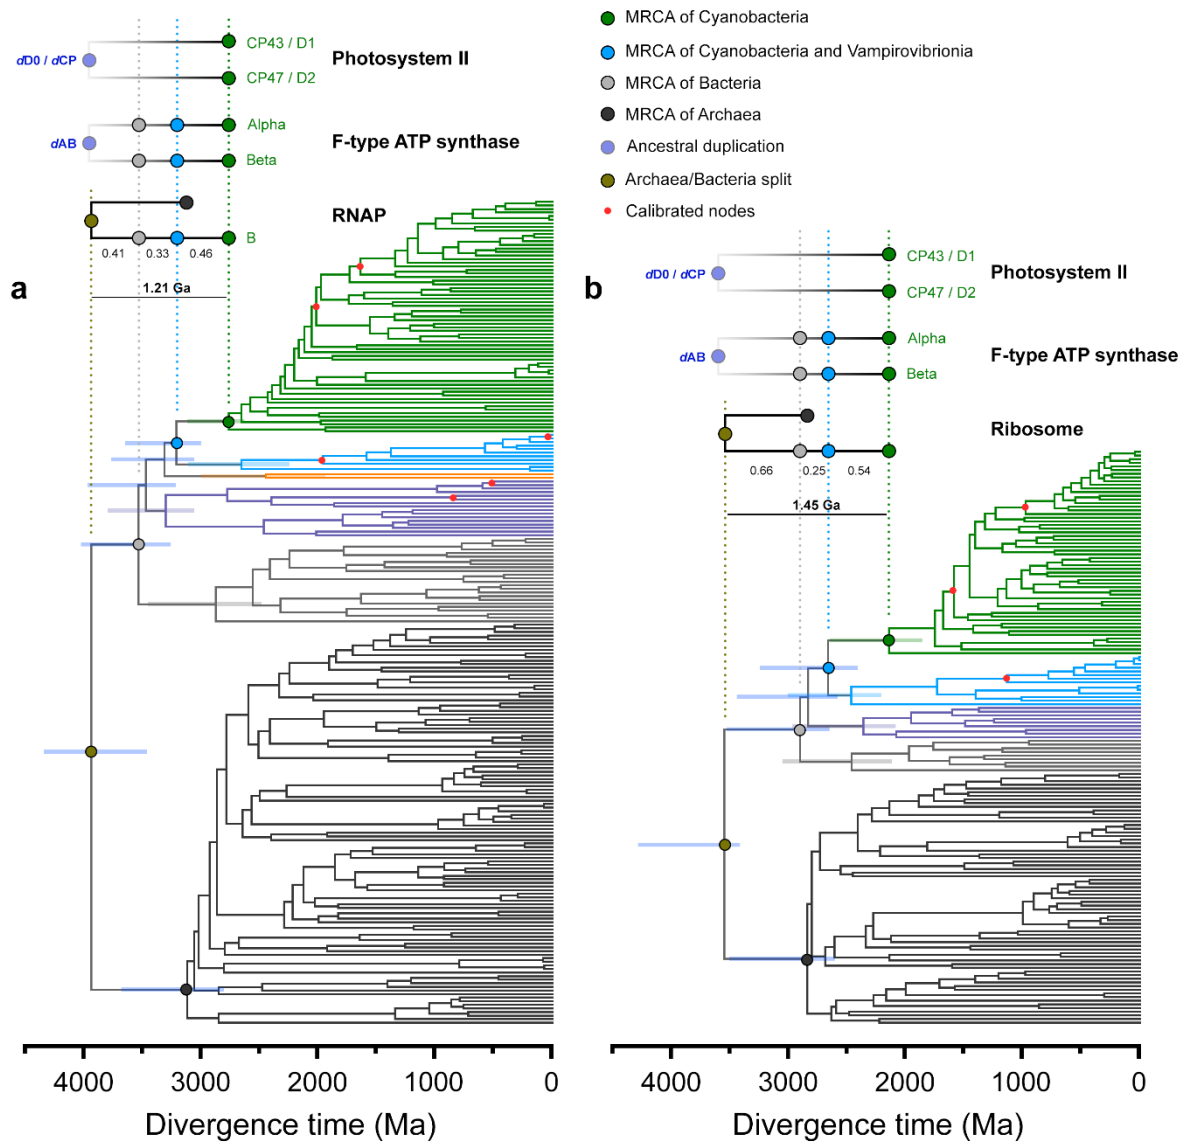 MRCA of Cyanobacteria
MRCA of Cyanobacteria and Vampirovibrionia
MRCA of Bacteria
MRCA of Archaea
Ancestral duplication
Archaea/Bacteria split
Calibrated nodes
a
dD0 / dCP
CP43 / D1
CP47 / D2
Photosystem II
dAB
Alpha
Beta
F-type ATP synthase
RNAP
B
0.41 0.33 0.46
1.21 Ga
4000 3000 2000 1000 0
Divergence time (Ma)
b
dD0 / dCP
CP43 / D1
CP47 / D2
Photosystem II
dAB
Alpha
Beta
F-type ATP synthase
Ribosome
0.66 0.25 0.54
1.45 Ga
4000 3000 2000 1000 0
Divergence time (Ma)